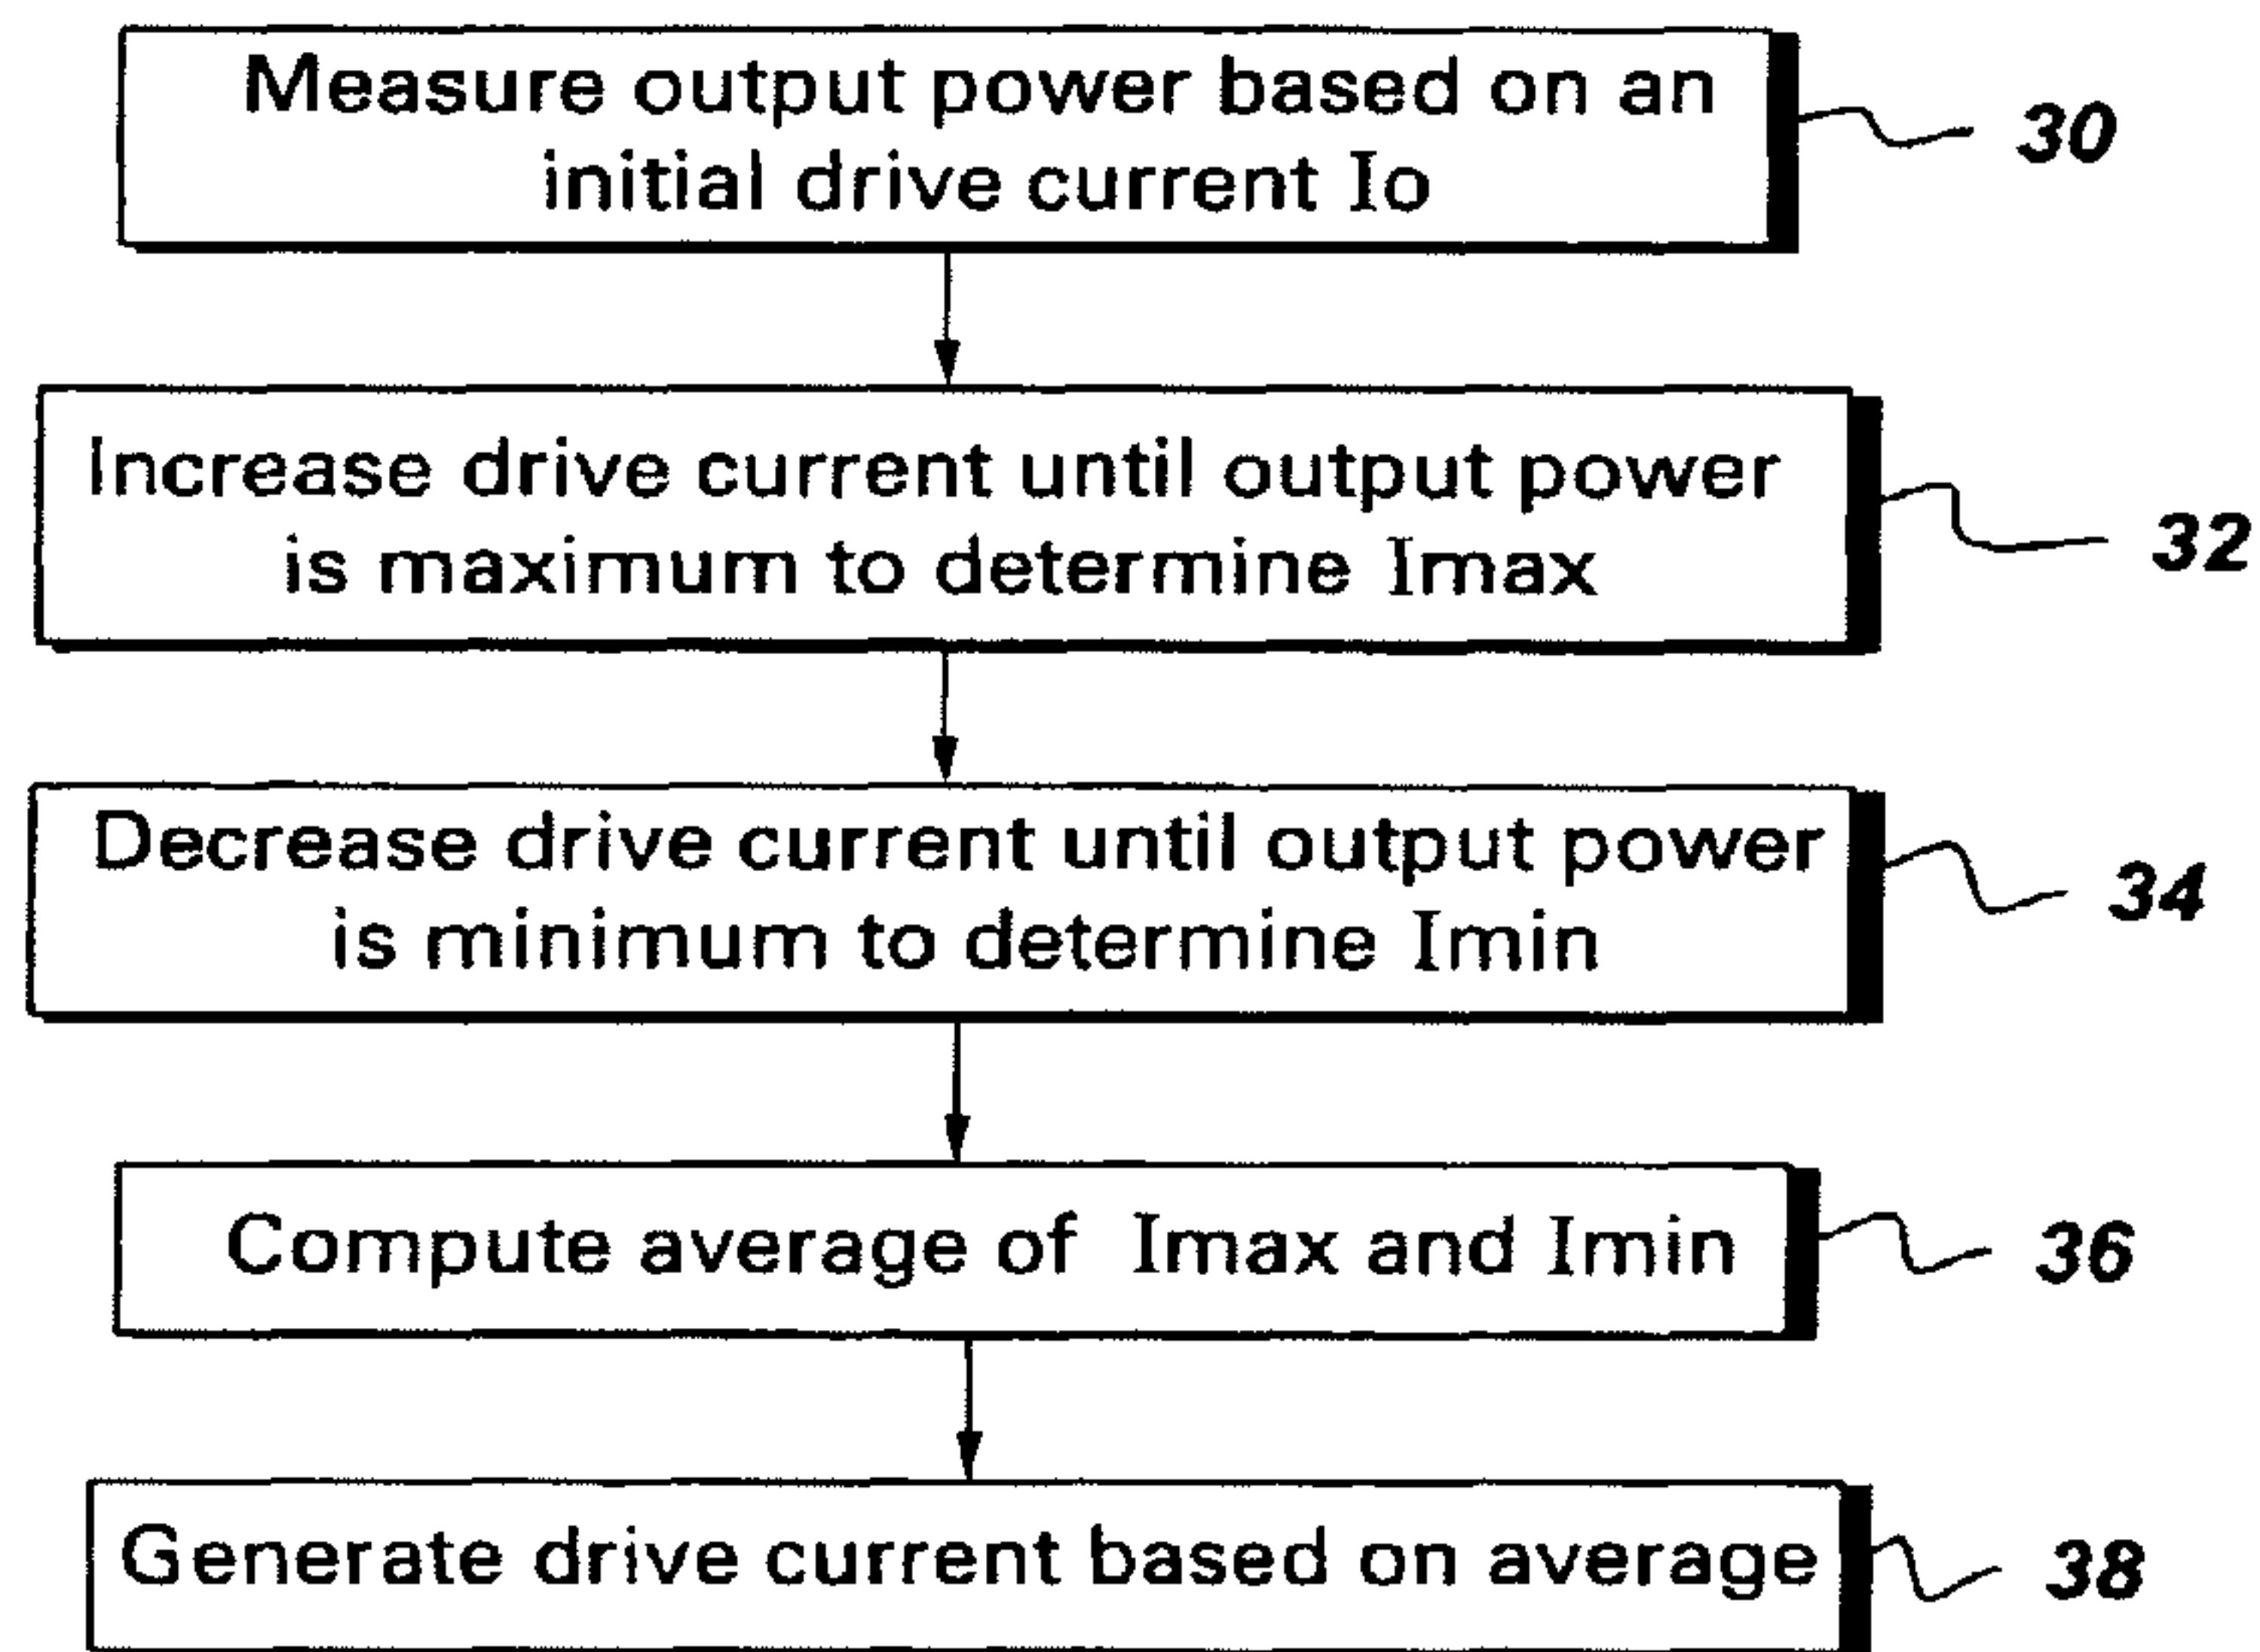 Measure output power based on an
initial drive current Io
30
Increase drive current until output power
is maximum to determine Imax
32
Decrease drive current until output power
is minimum to determine Imin
34
Compute average of Imax and Imin
36
Generate drive current based on average
38